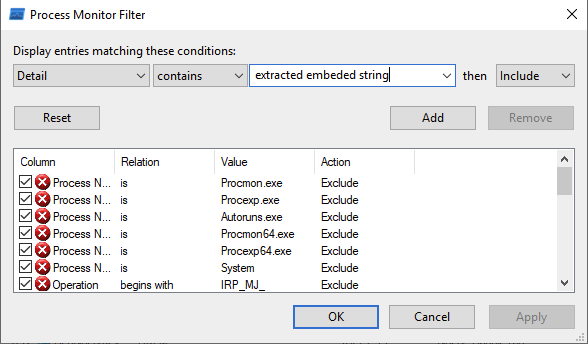 Process Monitor Filter
Display entries matching these conditions:
Detail contains extracted embeded string then Include
Reset Add Remove
Column Relation Value Action
Process N... is Procmon.exe Exclude
Process N... is Procexp.exe Exclude
Process N... is Autoruns.exe Exclude
Process N... is Procmon64.exe Exclude
Process N... is Procexp64.exe Exclude
Process N... is System Exclude
Operation begins with IRP_MJ_ Exclude
OK Cancel Apply